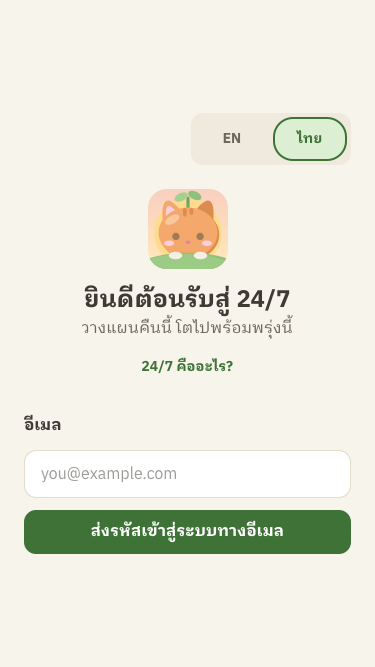 EN
ไทย
ยินดีต้อนรับสู่ 24/7
วางแผนคืนนี้ โตไปพร้อมพรุ่งนี้
24/7 คืออะไร?
อีเมล
you@example.com
ส่งรหัสเข้าสู่ระบบทางอีเมล